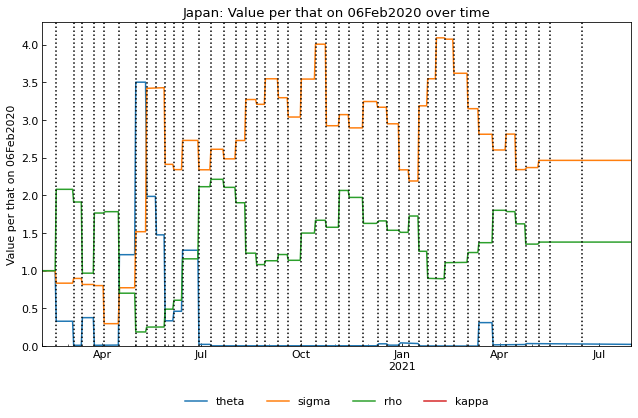 Japan: Value per that on 06Feb2020 over time
Value per that on 06Feb2020
4.0
3.5
3.0
2.5
2.0
1.5
1.0
0.5
0.0
Apr Jul Oct Jan Apr Jul
2021
theta sigma rho kappa